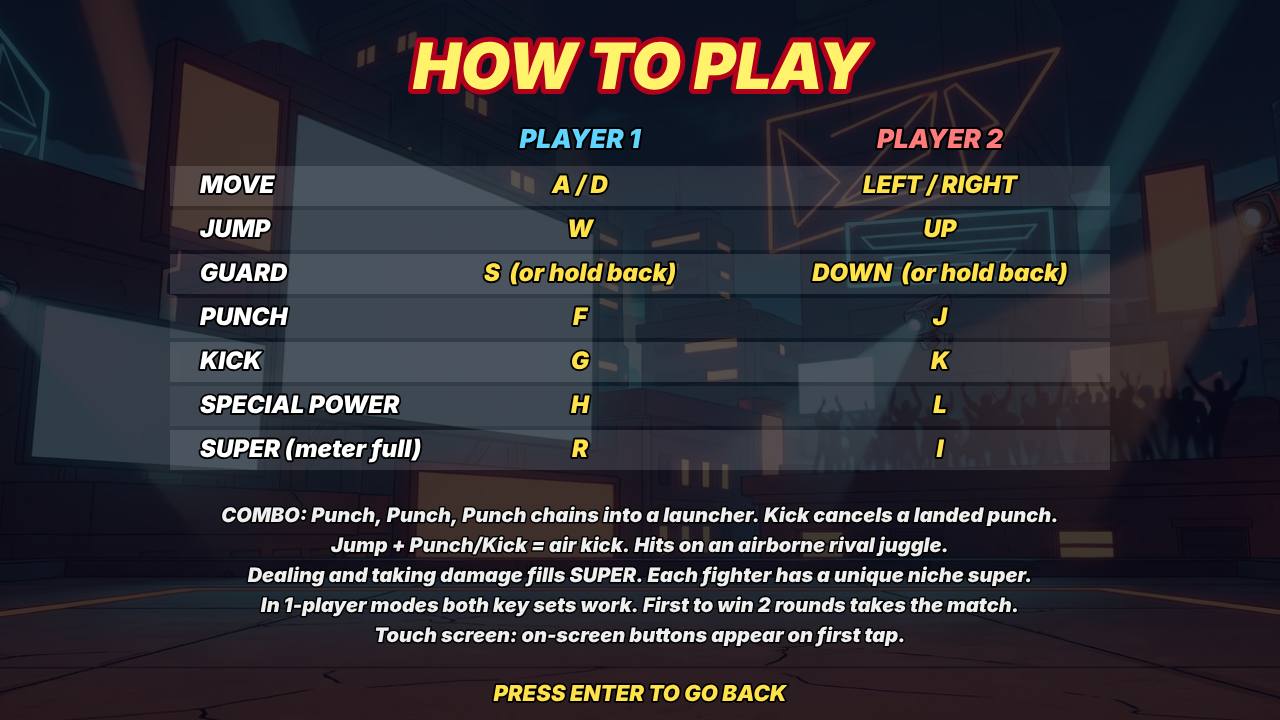 HOW TO PLAY
PLAYER 1 PLAYER 2
MOVE A / D LEFT / RIGHT
JUMP W UP
GUARD S (or hold back) DOWN (or hold back)
PUNCH F J
KICK G K
SPECIAL POWER H L
SUPER (meter full) R I
COMBO: Punch, Punch, Punch chains into a launcher. Kick cancels a landed punch.
Jump + Punch/Kick = air kick. Hits on an airborne rival juggle.
Dealing and taking damage fills SUPER. Each fighter has a unique niche super.
In 1-player modes both key sets work. First to win 2 rounds takes the match.
Touch screen: on-screen buttons appear on first tap.
PRESS ENTER TO GO BACK